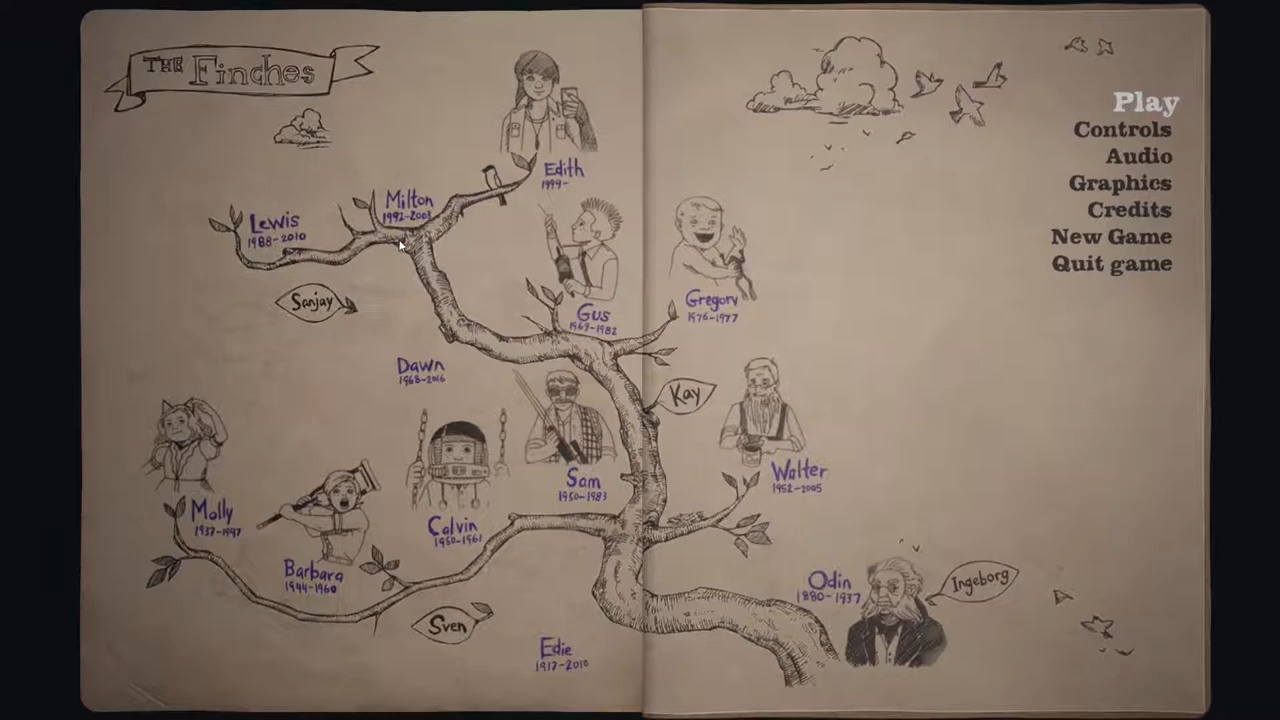 THE Finches
Edith
1999-
Milton
1992-2003
Lewis
1988-2010
Sanjay
Gus
1969-1982
Gregory
1976-1977
Dawn
1968-2016
Kay
Sam
1950-1983
Walter
1952-2005
Molly
1937-1947
Calvin
1950-1961
Barbara
1944-1960
Sven
Edie
1917-2010
Odin
1880-1937
Ingeborg
Play
Controls
Audio
Graphics
Credits
New Game
Quit game